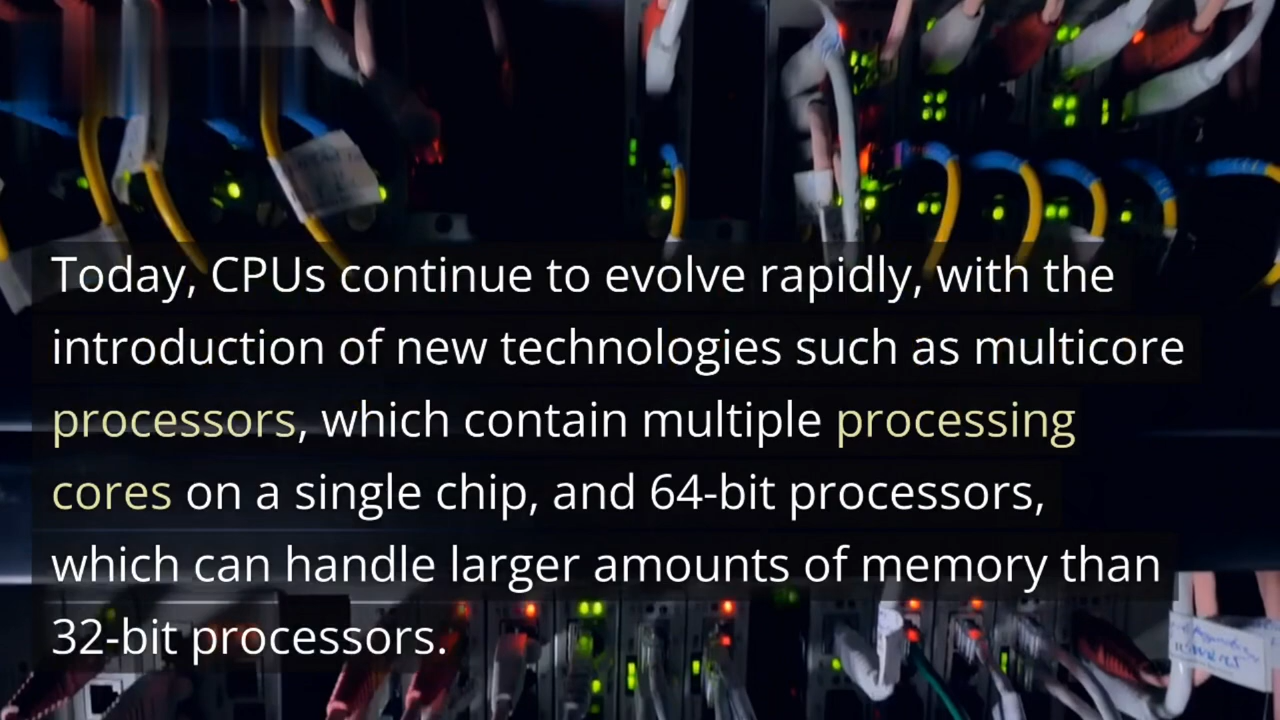 Today, CPUs continue to evolve rapidly, with the
introduction of new technologies such as multicore
processors, which contain multiple processing
cores on a single chip, and 64-bit processors,
which can handle larger amounts of memory than
32-bit processors.